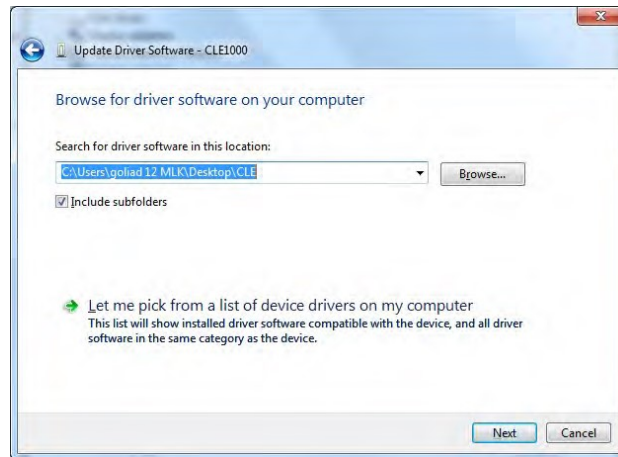 Update Driver Software - CLE1000
Browse for driver software on your computer
Search for driver software in this location:
C:\Users\goliad 12 MLK\Desktop\CLE
Browse...
Include subfolders
Let me pick from a list of device drivers on my computer
This list will show installed driver software compatible with the device, and all driver
software in the same category as the device.
Next
Cancel